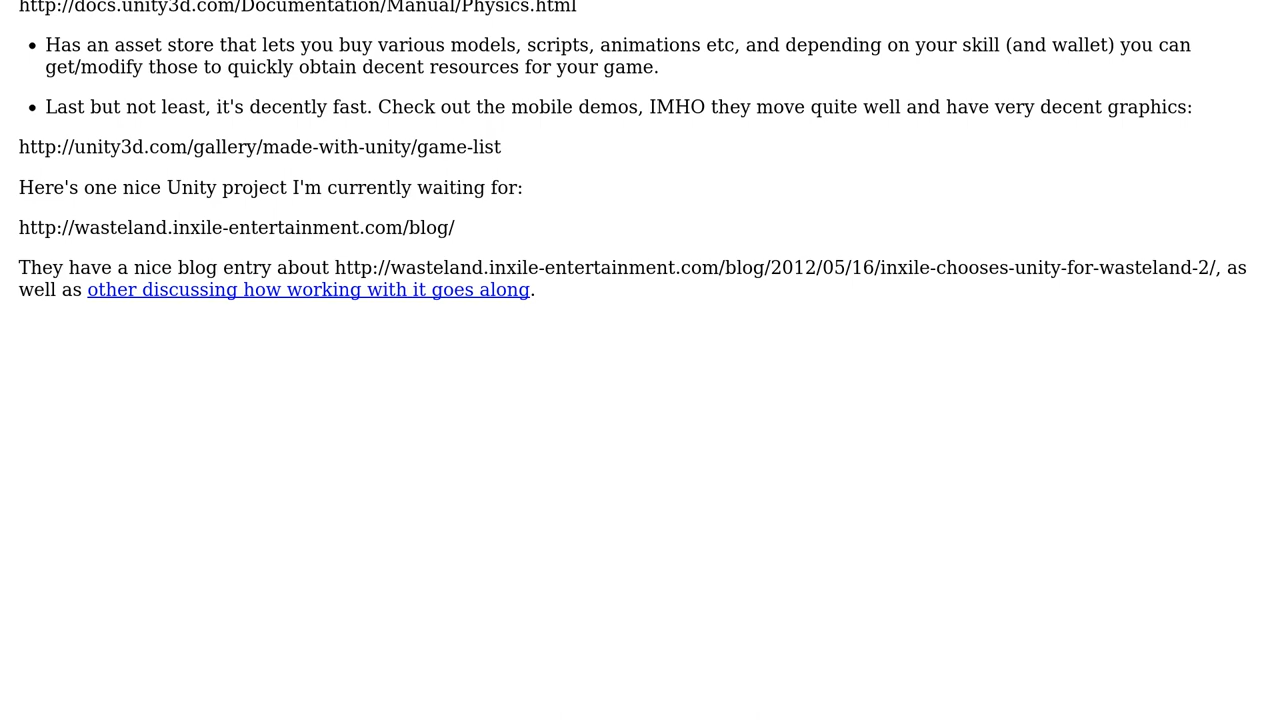 http://docs.unity3d.com/Documentation/Manual/Physics.html
• Has an asset store that lets you buy various models, scripts, animations etc, and depending on your skill (and wallet) you can
get/modify those to quickly obtain decent resources for your game.
• Last but not least, it's decently fast. Check out the mobile demos, IMHO they move quite well and have very decent graphics:
http://unity3d.com/gallery/made-with-unity/game-list
Here's one nice Unity project I'm currently waiting for:
http://wasteland.inxile-entertainment.com/blog/
They have a nice blog entry about http://wasteland.inxile-entertainment.com/blog/2012/05/16/inxile-chooses-unity-for-wasteland-2/, as
well as other discussing how working with it goes along.